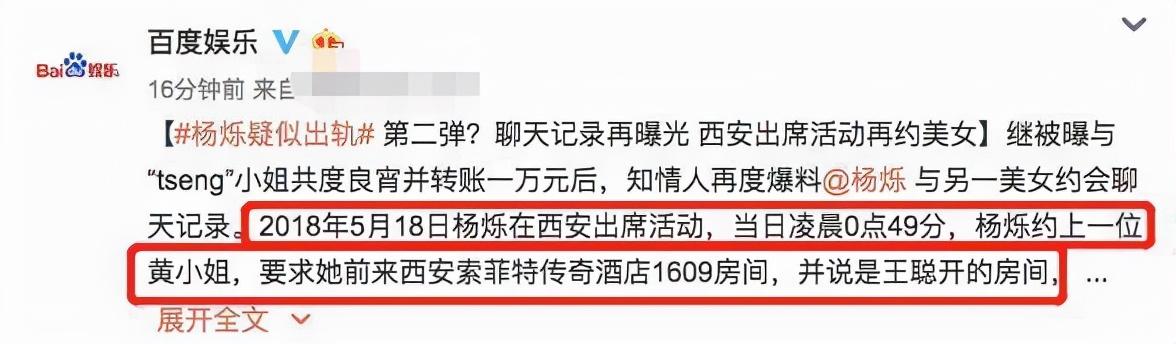 百度娱乐
Bai 娱乐
16分钟前 来自
【#杨烁疑似出轨# 第二弹？聊天记录再曝光 西安出席活动再约美女】继被曝与
“tseng”小姐共度良宵并转账一万元后，知情人再度爆料@杨烁 与另一美女约会聊
天记录。2018年5月18日杨烁在西安出席活动，当日凌晨0点49分，杨烁约上一位
黄小姐，要求她前来西安索菲特传奇酒店1609房间，并说是王聪开的房间，...
展开全文